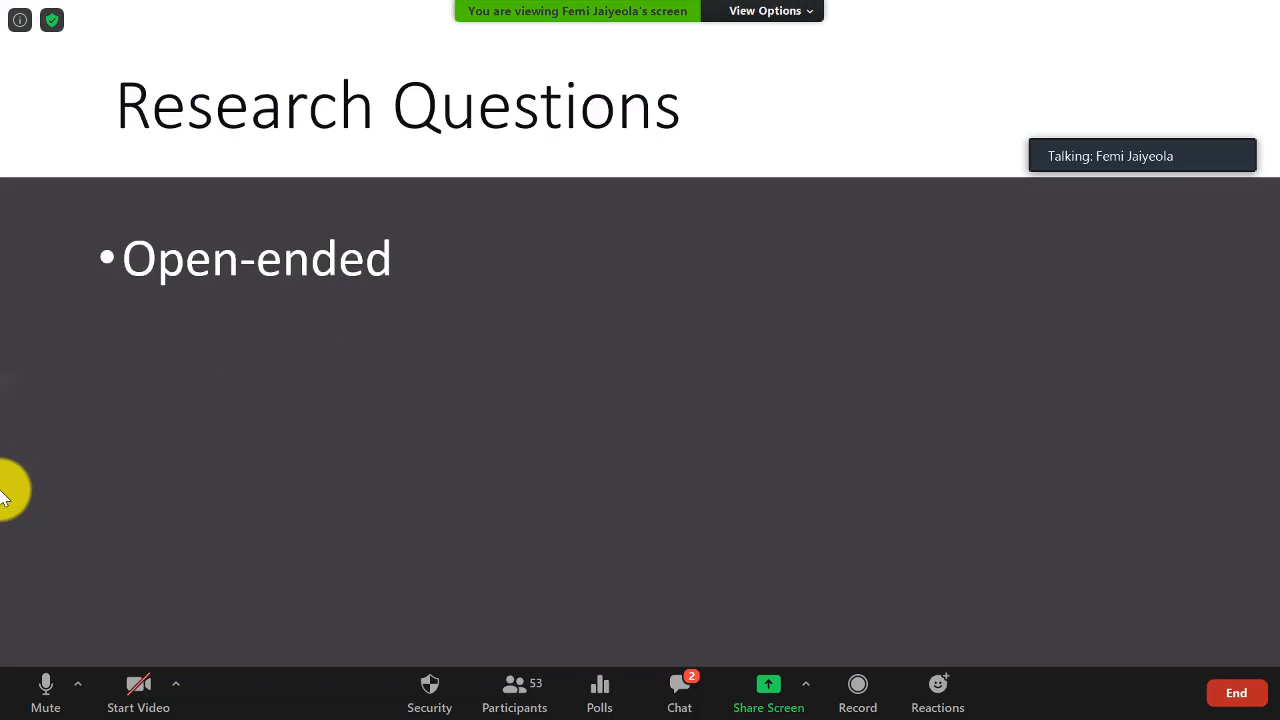 You are viewing Femi Jaiyeola's screen
View Options
Research Questions
Talking: Femi Jaiyeola
•Open-ended
53
2
Mute
Start Video
Security
Participants
Polls
Chat
Share Screen
Record
Reactions
End